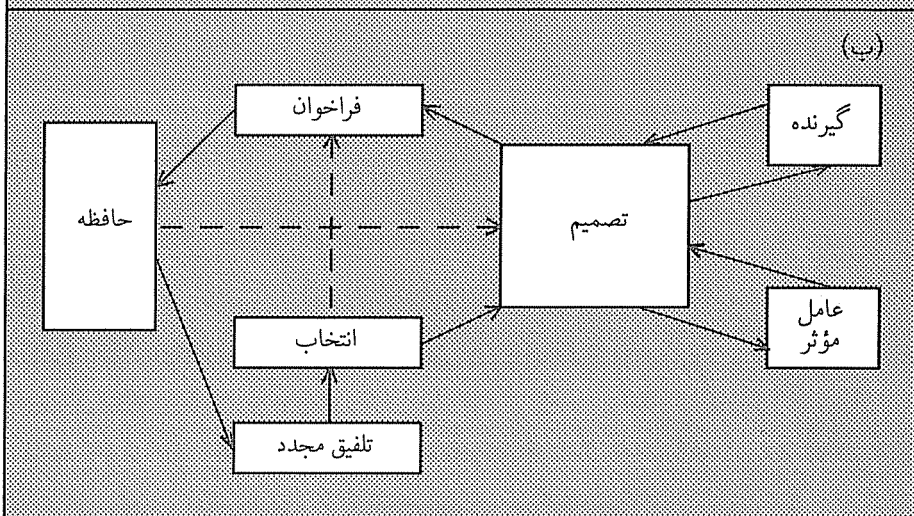 (ب)
گیرنده
فراخوان
حافظه
تصمیم
عامل
مؤثر
انتخاب
تلفیق مجدد